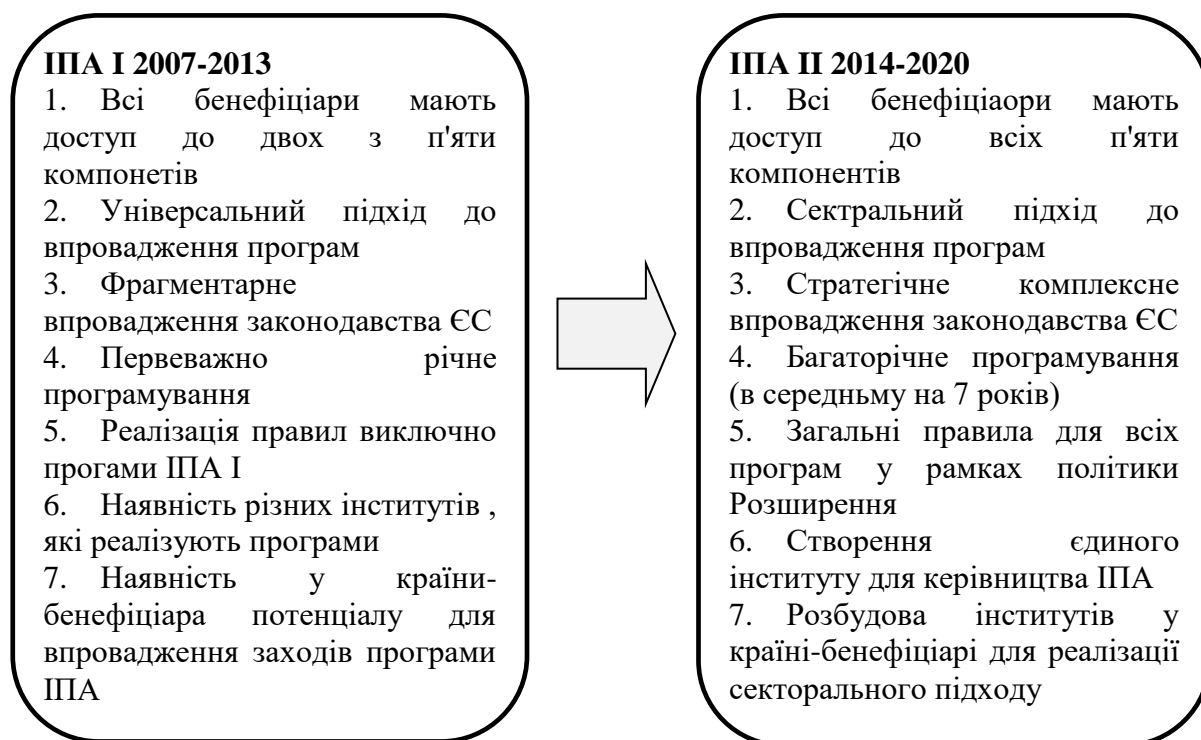 ІПА І 2007-2013
1. Всі бенефіціари мають
доступ до двох з п'яти
компонетів
2. Універсальний підхід до
впровадження програм
3. Фрагментарне
впровадження законодавства ЄС
4. Первеважно річне
програмування
5. Реалізація правил виключно
прогами ІПА І
6. Наявність різних інститутів ,
які реалізують програми
7. Наявність у країни-
бенефіціара потенціалу для
впровадження заходів програми
ІПА
ІПА ІІ 2014-2020
1. Всі бенефіціаори мають
доступ до всіх п'яти
компонентів
2. Сектральний підхід до
впровадження програм
3. Стратегічне комплексне
впровадження законодавства ЄС
4. Багаторічне програмування
(в середньому на 7 років)
5. Загальні правила для всіх
програм у рамках політики
Розширення
6. Створення єдиного
інституту для керівництва ІПА
7. Розбудова інститутів у
країні-бенефіціарі для реалізації
секторального підходу